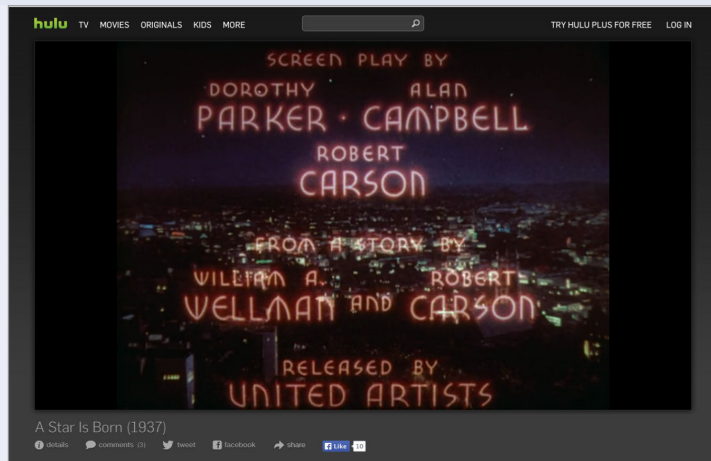 hulu TV MOVIES ORIGINALS KIDS MORE TRY HULU PLUS FOR FREE LOG IN
SCREEN PLAY BY
DOROTHY ALAN
PARKER · CAMPBELL
ROBERT
CARSON
FROM A STORY BY
WILLIAM A. ROBERT
WELLMAN AND CARSON
RELEASED BY
UNITED ARTISTS
A Star Is Born (1937)
details comments (3) tweet facebook share Like 10